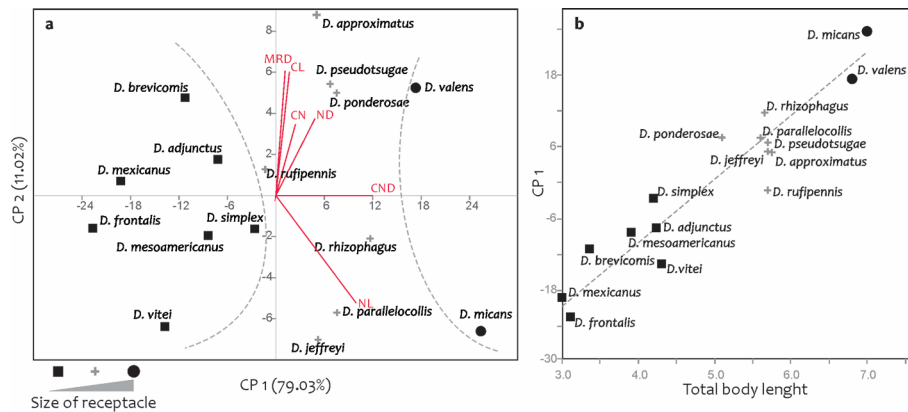 a
D. approximatus
8
MRD
CL
D. pseudotsugae
6
D. brevicomis
D. valens
D. ponderosae
4
CN
ND
D. adjunctus
2
D. mexicanus
D. rufipennis
CND
-24
-18
-12
-6
6
12
18
24
D. frontalis
D. simplex
D. mesoamericanus
-2
D. rhizophagus
-4
NL
D. parallelocollis
D. vitei
-6
D. micans
D. jeffreyi
CP 2 (11.02%)
CP 1 (79.03%)
Size of receptacle
b
D. micans
18
D. valens
D. rhizophagus
D. ponderosae
D. parallelocollis
6
D. pseudotsugae
D. jeffreyi
D. approximatus
D. simplex
D. rufipennis
-6
D. adjunctus
D. mesoamericanus
D. brevicomis
D.vitei
-18
D. mexicanus
D. frontalis
-30
3.0
4.0
5.0
6.0
7.0
CP 1
Total body lenght